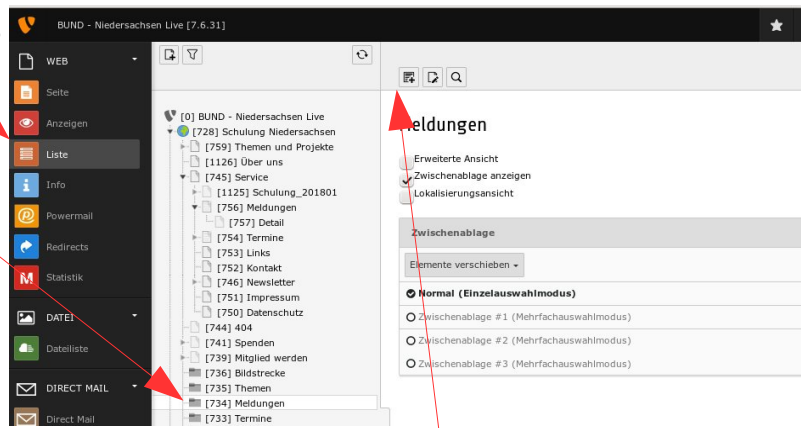 BUND - Niedersachsen Live [7.6.31]
WEB
Seite
Anzeigen
Liste
Info
Powermail
Redirects
Statistik
DATEI
Dateiliste
DIRECT MAIL
Direct Mail
[0] BUND - Niedersachsen Live
[728] Schulung Niedersachsen
[759] Themen und Projekte
[1126] Über uns
[745] Service
[1125] Schulung_201801
[756] Meldungen
[757] Detail
[754] Termine
[753] Links
[752] Kontakt
[746] Newsletter
[751] Impressum
[750] Datenschutz
[744] 404
[741] Spenden
[739] Mitglied werden
[736] Bildstrecke
[735] Themen
[734] Meldungen
[733] Termine
Meldungen
Erweiterte Ansicht
Zwischenablage anzeigen
Lokalisierungsansicht
Zwischenablage
Elemente verschieben
Normal (Einzelauswahlmodus)
Zwischenablage #1 (Mehrfachauswahlmodus)
Zwischenablage #2 (Mehrfachauswahlmodus)
Zwischenablage #3 (Mehrfachauswahlmodus)